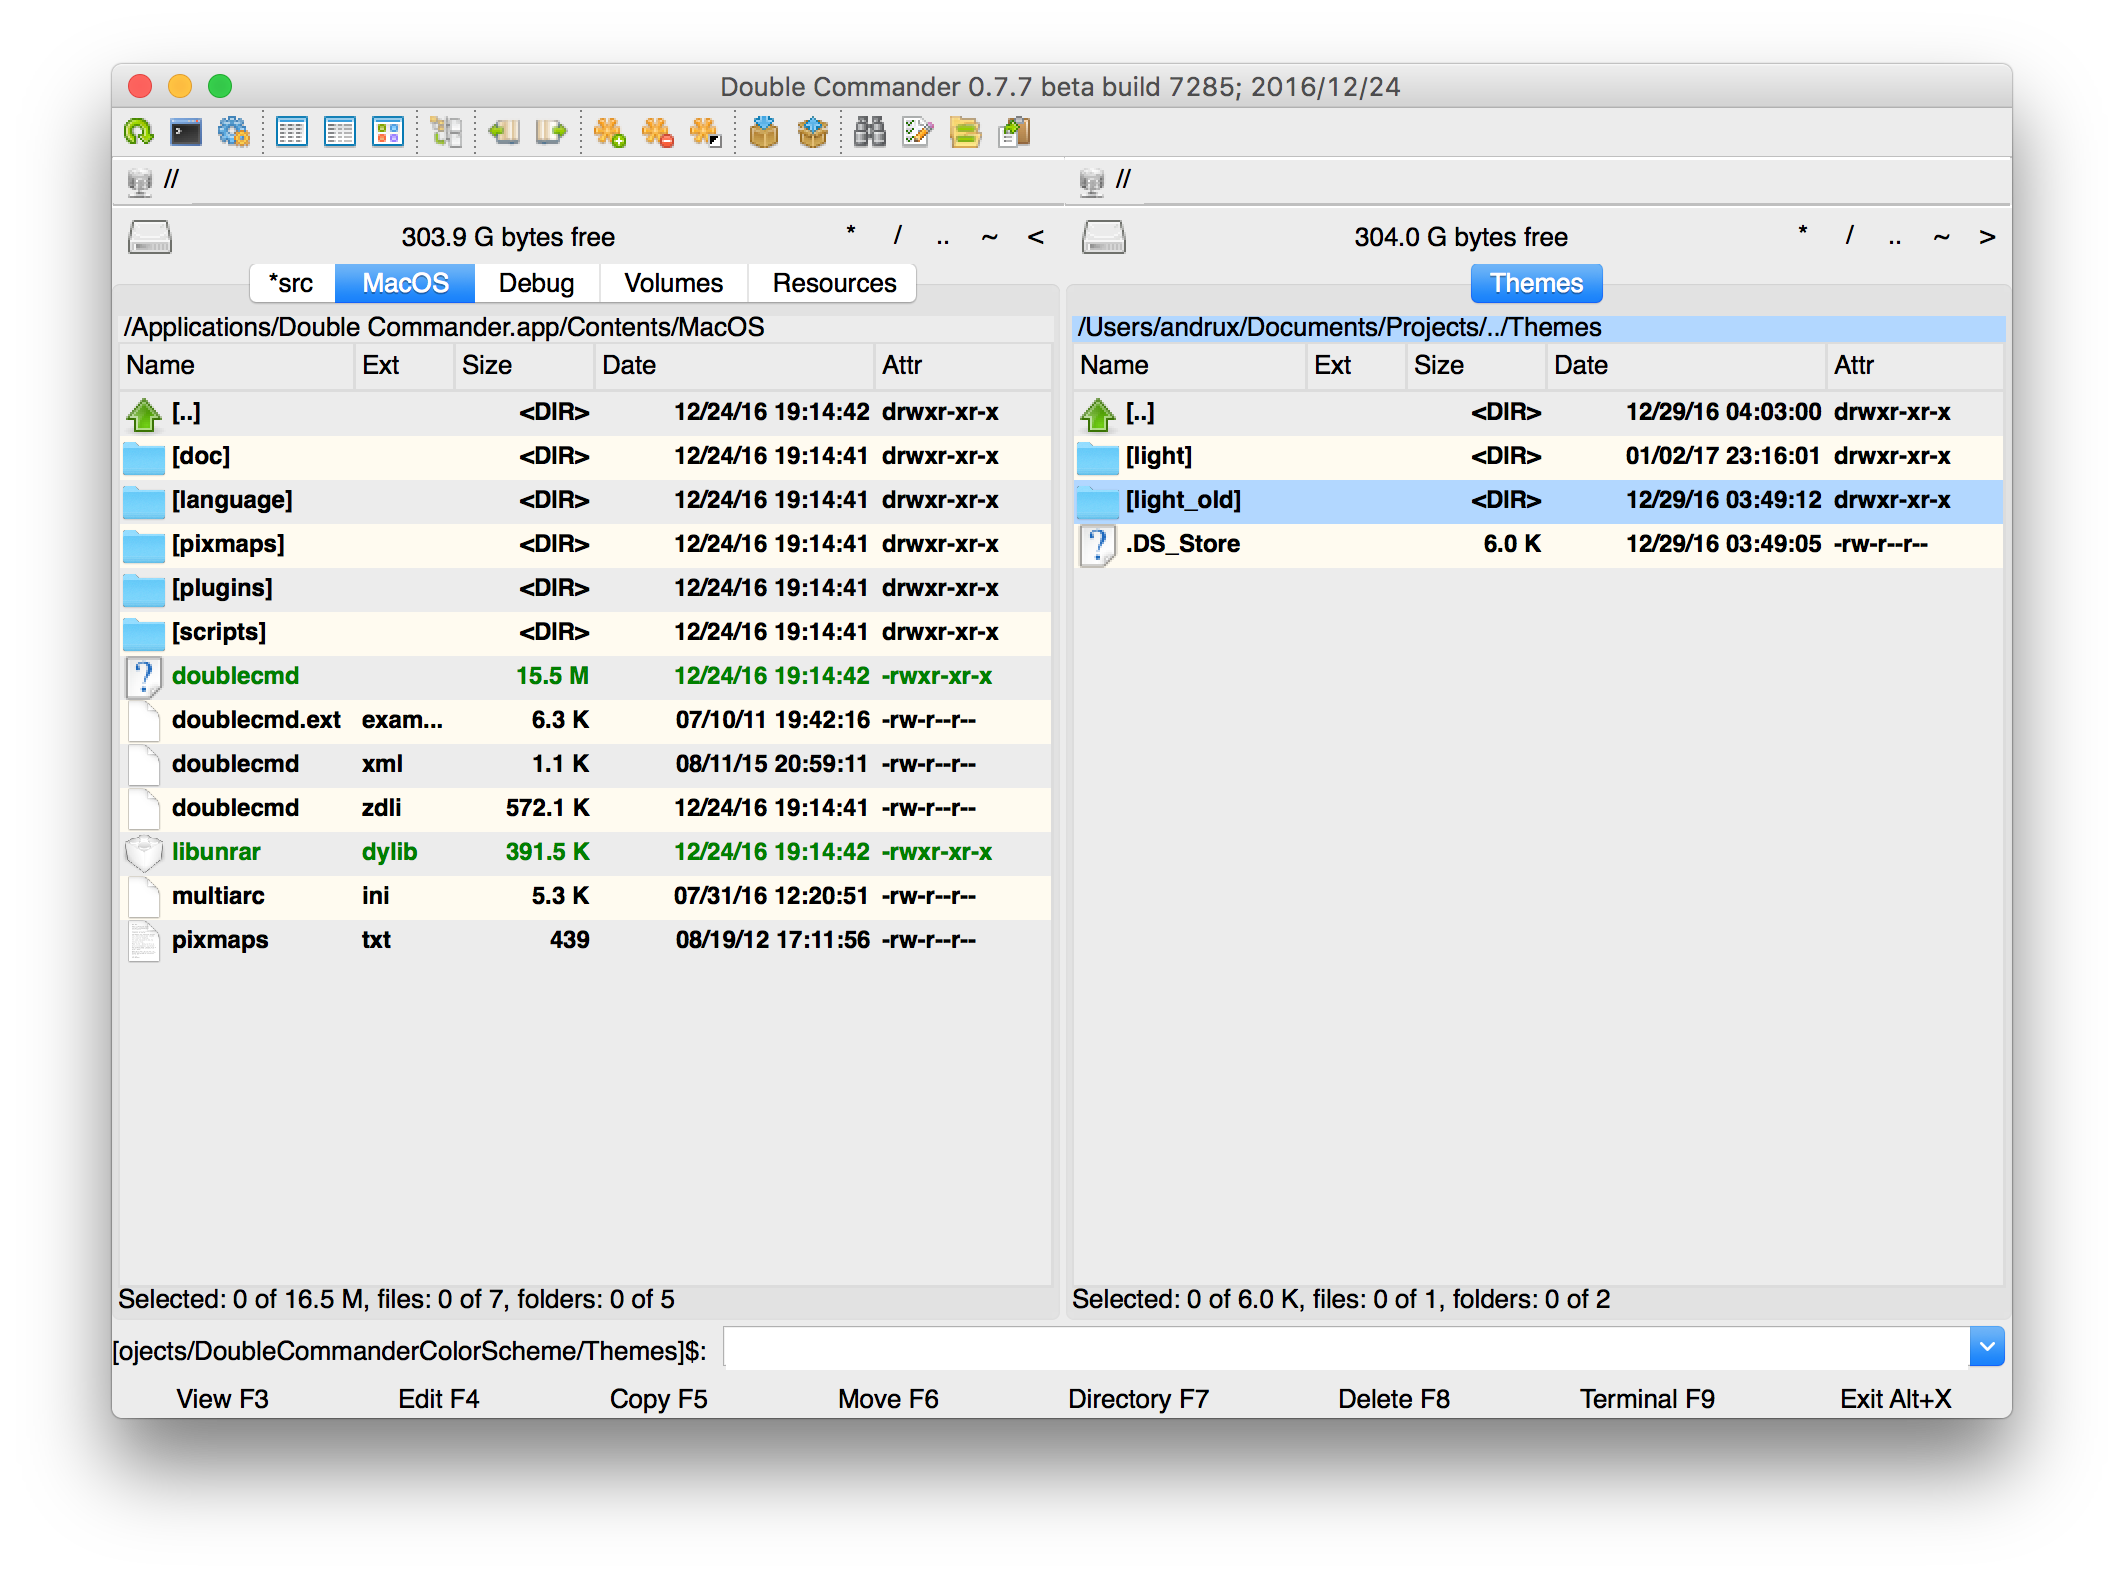 Double Commander 0.7.7 beta build 7285; 2016/12/24
//
303.9 G bytes free * / .. ~ <
*src MacOS Debug Volumes Resources
/Applications/Double Commander.app/Contents/MacOS
Name Ext Size Date Attr
[..] <DIR> 12/24/16 19:14:42 drwxr-xr-x
[doc] <DIR> 12/24/16 19:14:41 drwxr-xr-x
[language] <DIR> 12/24/16 19:14:41 drwxr-xr-x
[pixmaps] <DIR> 12/24/16 19:14:41 drwxr-xr-x
[plugins] <DIR> 12/24/16 19:14:41 drwxr-xr-x
[scripts] <DIR> 12/24/16 19:14:41 drwxr-xr-x
doublecmd 15.5 M 12/24/16 19:14:42 -rwxr-xr-x
doublecmd.ext exam... 6.3 K 07/10/11 19:42:16 -rw-r--r--
doublecmd xml 1.1 K 08/11/15 20:59:11 -rw-r--r--
doublecmd zdli 572.1 K 12/24/16 19:14:41 -rw-r--r--
libunrar dylib 391.5 K 12/24/16 19:14:42 -rwxr-xr-x
multiarc ini 5.3 K 07/31/16 12:20:51 -rw-r--r--
pixmaps txt 439 08/19/12 17:11:56 -rw-r--r--
Selected: 0 of 16.5 M, files: 0 of 7, folders: 0 of 5
//
304.0 G bytes free * / .. ~ >
Themes
/Users/andrux/Documents/Projects/../Themes
Name Ext Size Date Attr
[..] <DIR> 12/29/16 04:03:00 drwxr-xr-x
[light] <DIR> 01/02/17 23:16:01 drwxr-xr-x
[light_old] <DIR> 12/29/16 03:49:12 drwxr-xr-x
.DS_Store 6.0 K 12/29/16 03:49:05 -rw-r--r--
Selected: 0 of 6.0 K, files: 0 of 1, folders: 0 of 2
[ojects/DoubleCommanderColorScheme/Themes]$:
View F3 Edit F4 Copy F5 Move F6 Directory F7 Delete F8 Terminal F9 Exit Alt+X